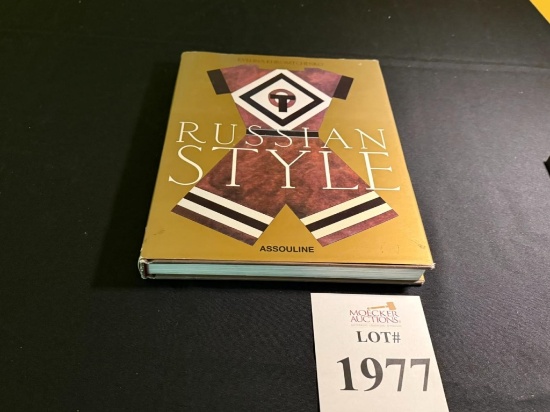 T
RUSSIAN
STYLE
ASSOULINE
MOECKER
AUCTIONS
LOT#
1977